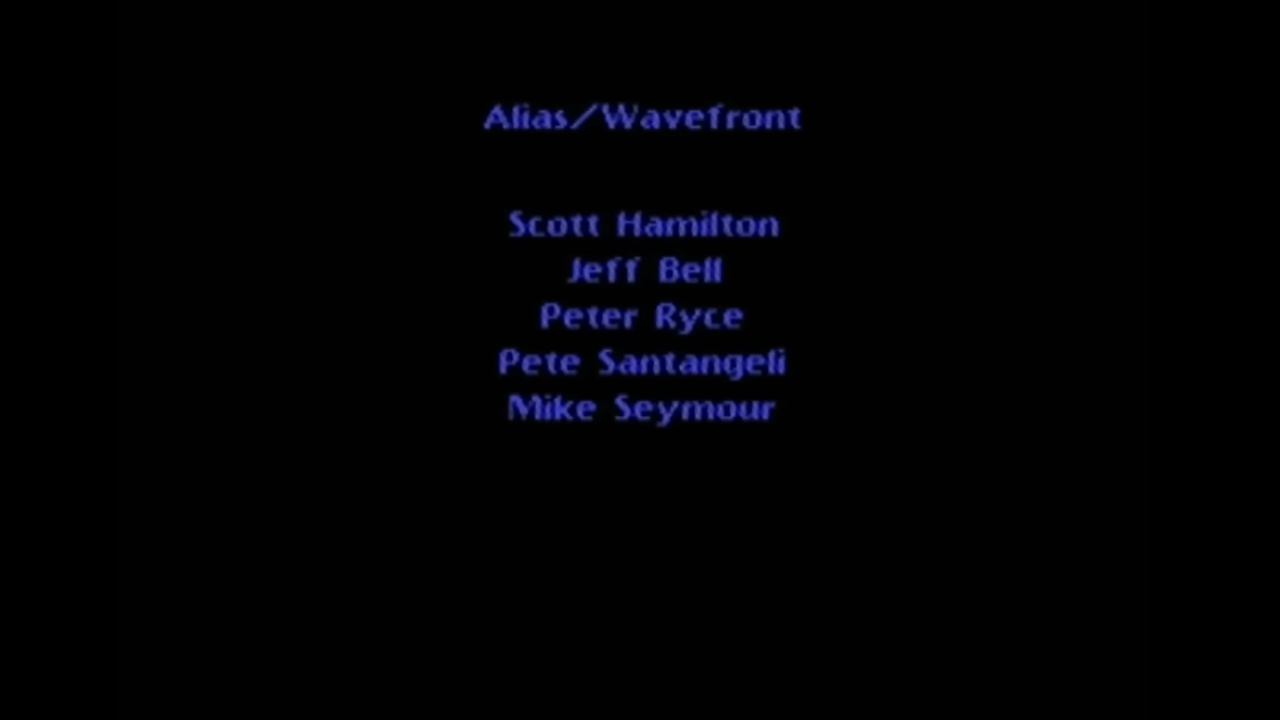 Alias/Wavefront
Scott Hamilton
Jeff Bell
Peter Ryce
Pete Santangeli
Mike Seymour